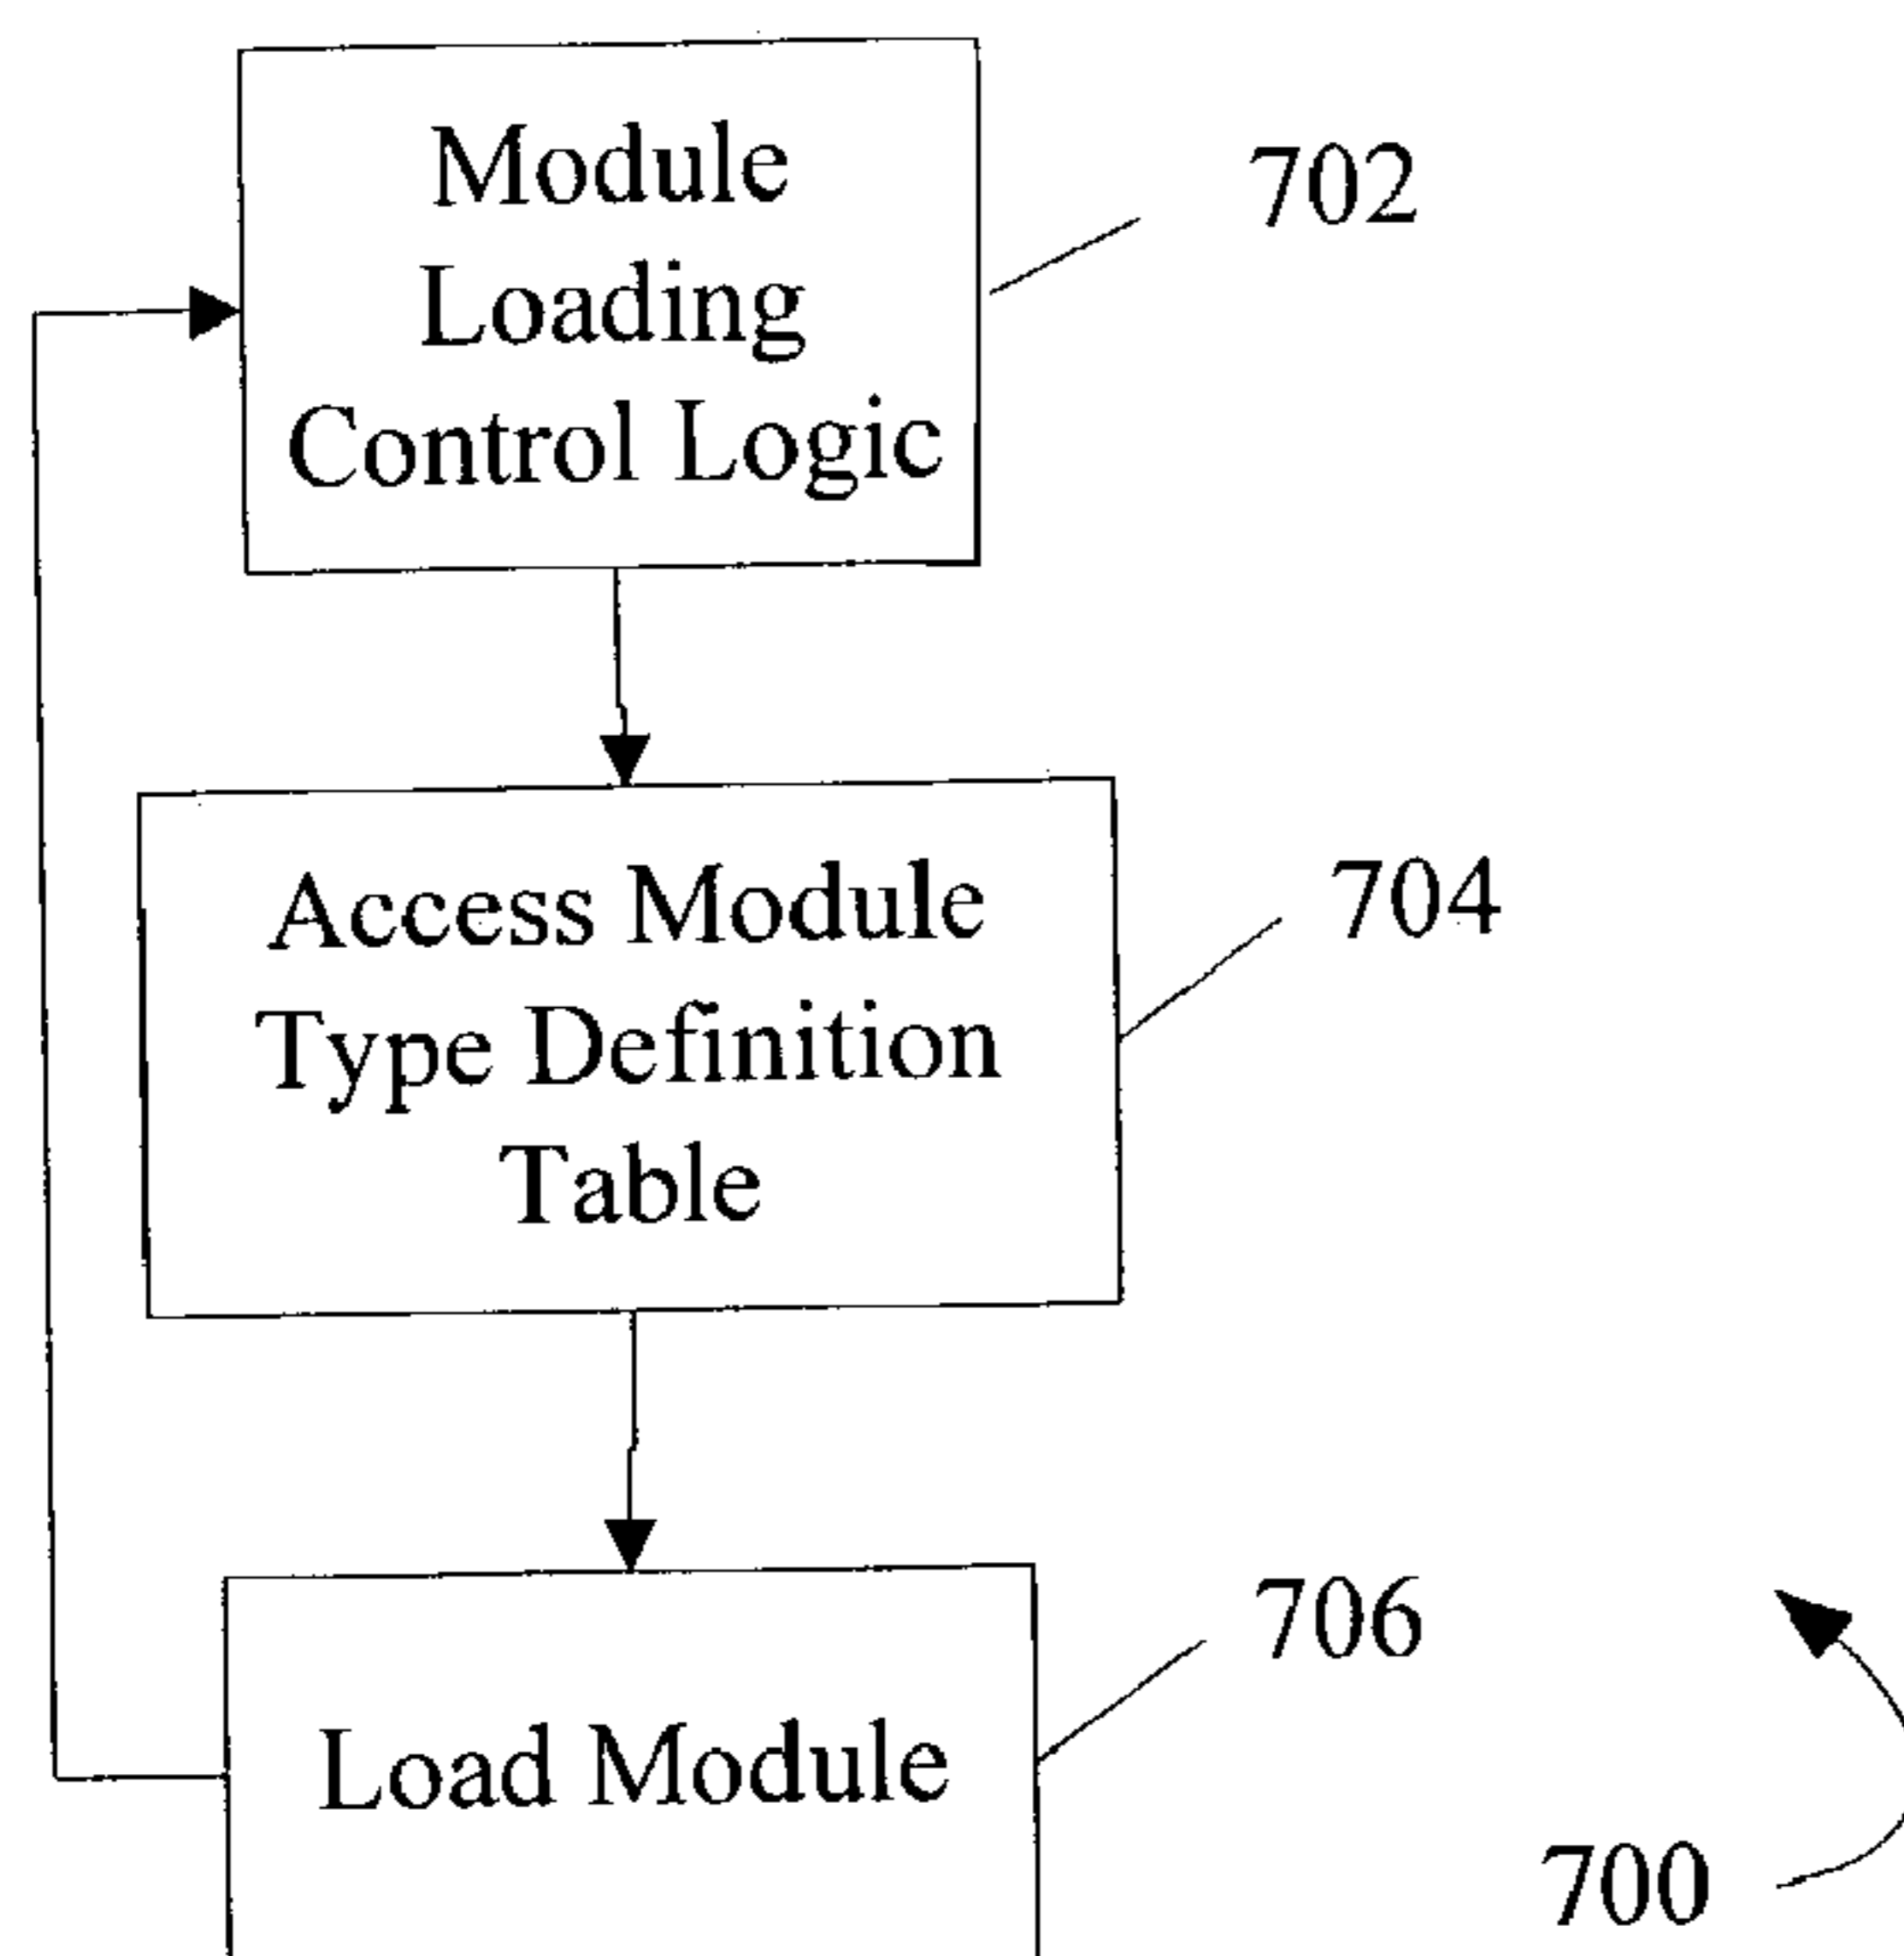 Module
Loading
Control Logic
702
Access Module
Type Definition
Table
704
Load Module
706
700